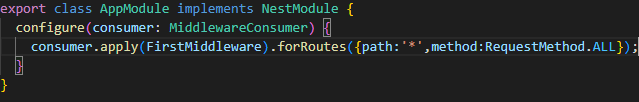 export class AppModule implements NestModule {
configure(consumer: MiddlewareConsumer) {
consumer.apply(FirstMiddleware).forRoutes({path:'*',method:RequestMethod.ALL});
}
}